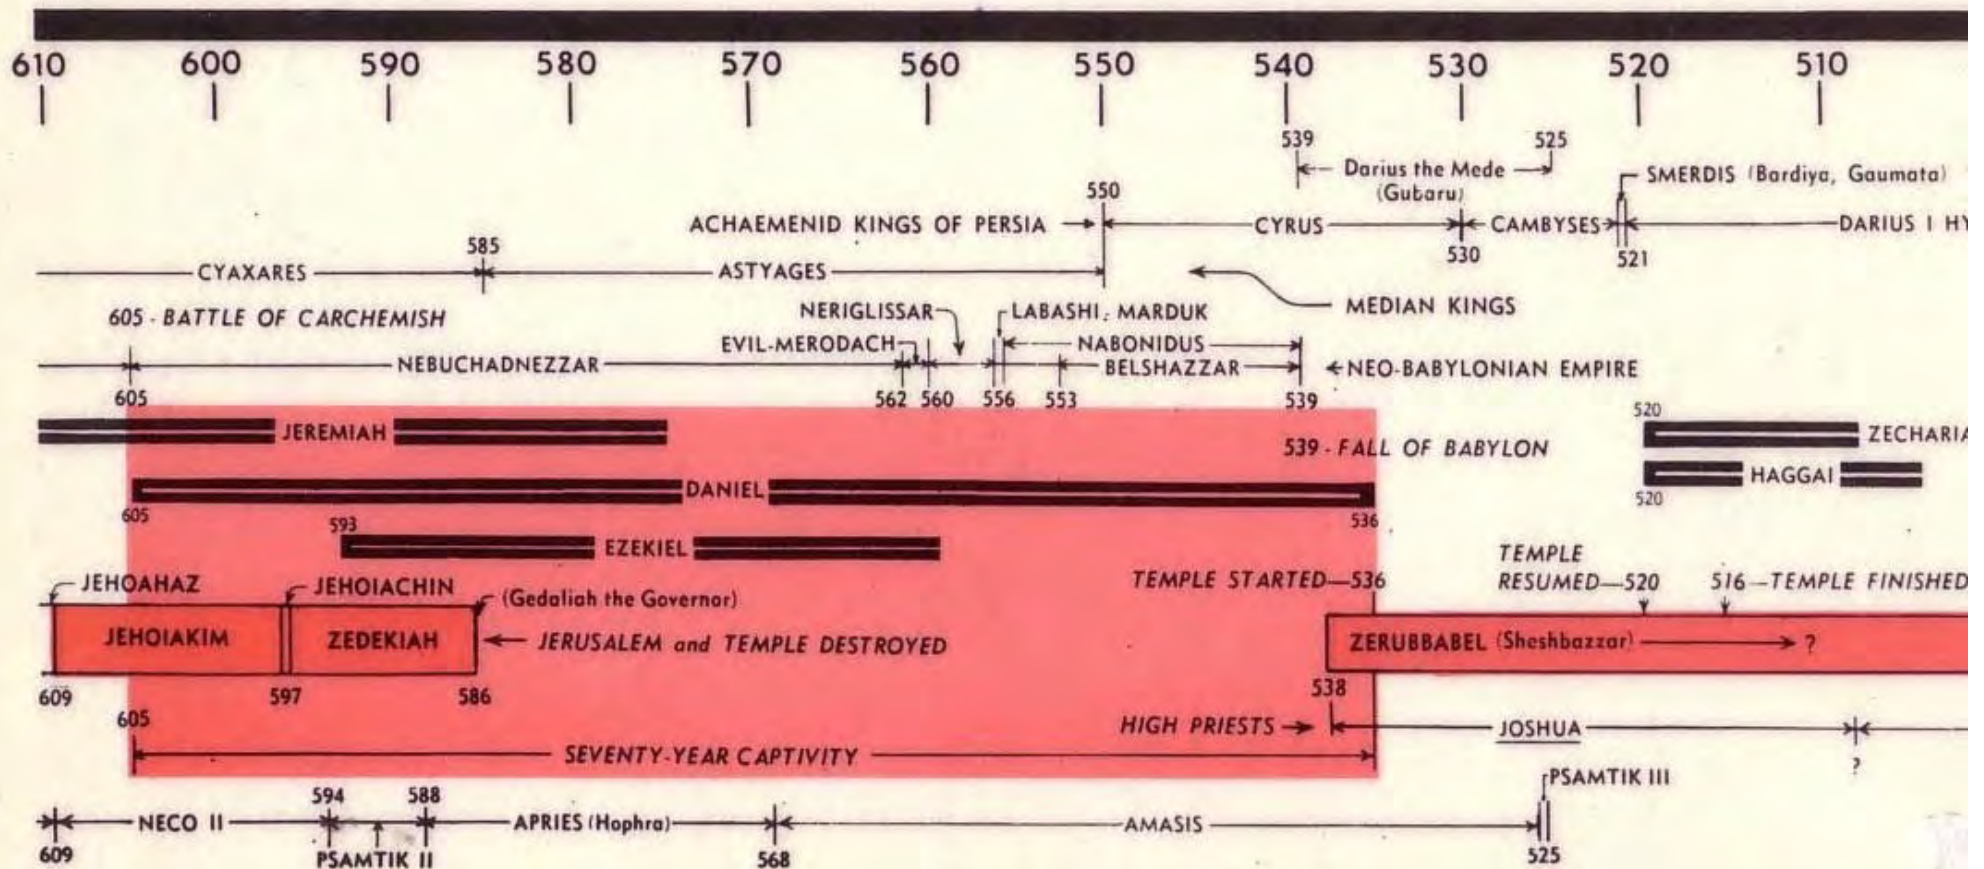 610 600 590 580 570 560 550 540 530 520 510
539 525
Darius the Mede
(Gubaru)
SMERDIS (Bardiya, Gaumata)
550
ACHAEMENID KINGS OF PERSIA CYRUS CAMBYSES DARIUS I HY
530 521
585
CYAXARES ASTYAGES
MEDIAN KINGS
605 - BATTLE OF CARCHEMISH
NERIGLISSAR LABASHI, MARDUK
EVIL-MERODACH NABONIDUS
NEBUCHADNEZZAR BELSHAZZAR NEO-BABYLONIAN EMPIRE
605 562 560 556 553 539
JEREMIAH
539 - FALL OF BABYLON
520
ZECHARIA
DANIEL
605 536
HAGGAI
520
593
EZEKIEL
JEHOAHAZ JEHOIACHIN
(Gedaliah the Governor)
TEMPLE STARTED—536
TEMPLE
RESUMED—520 516—TEMPLE FINISHED
JEHOIAKIM ZEDEKIAH JERUSALEM and TEMPLE DESTROYED
ZERUBBABEL (Sheshbazzar) ?
609 597 586 538
605
HIGH PRIESTS JOSHUA
?
SEVENTY-YEAR CAPTIVITY
PSAMTIK III
594 588
NECO II APRIES (Hophra) AMASIS
609 PSAMTIK II 568 525